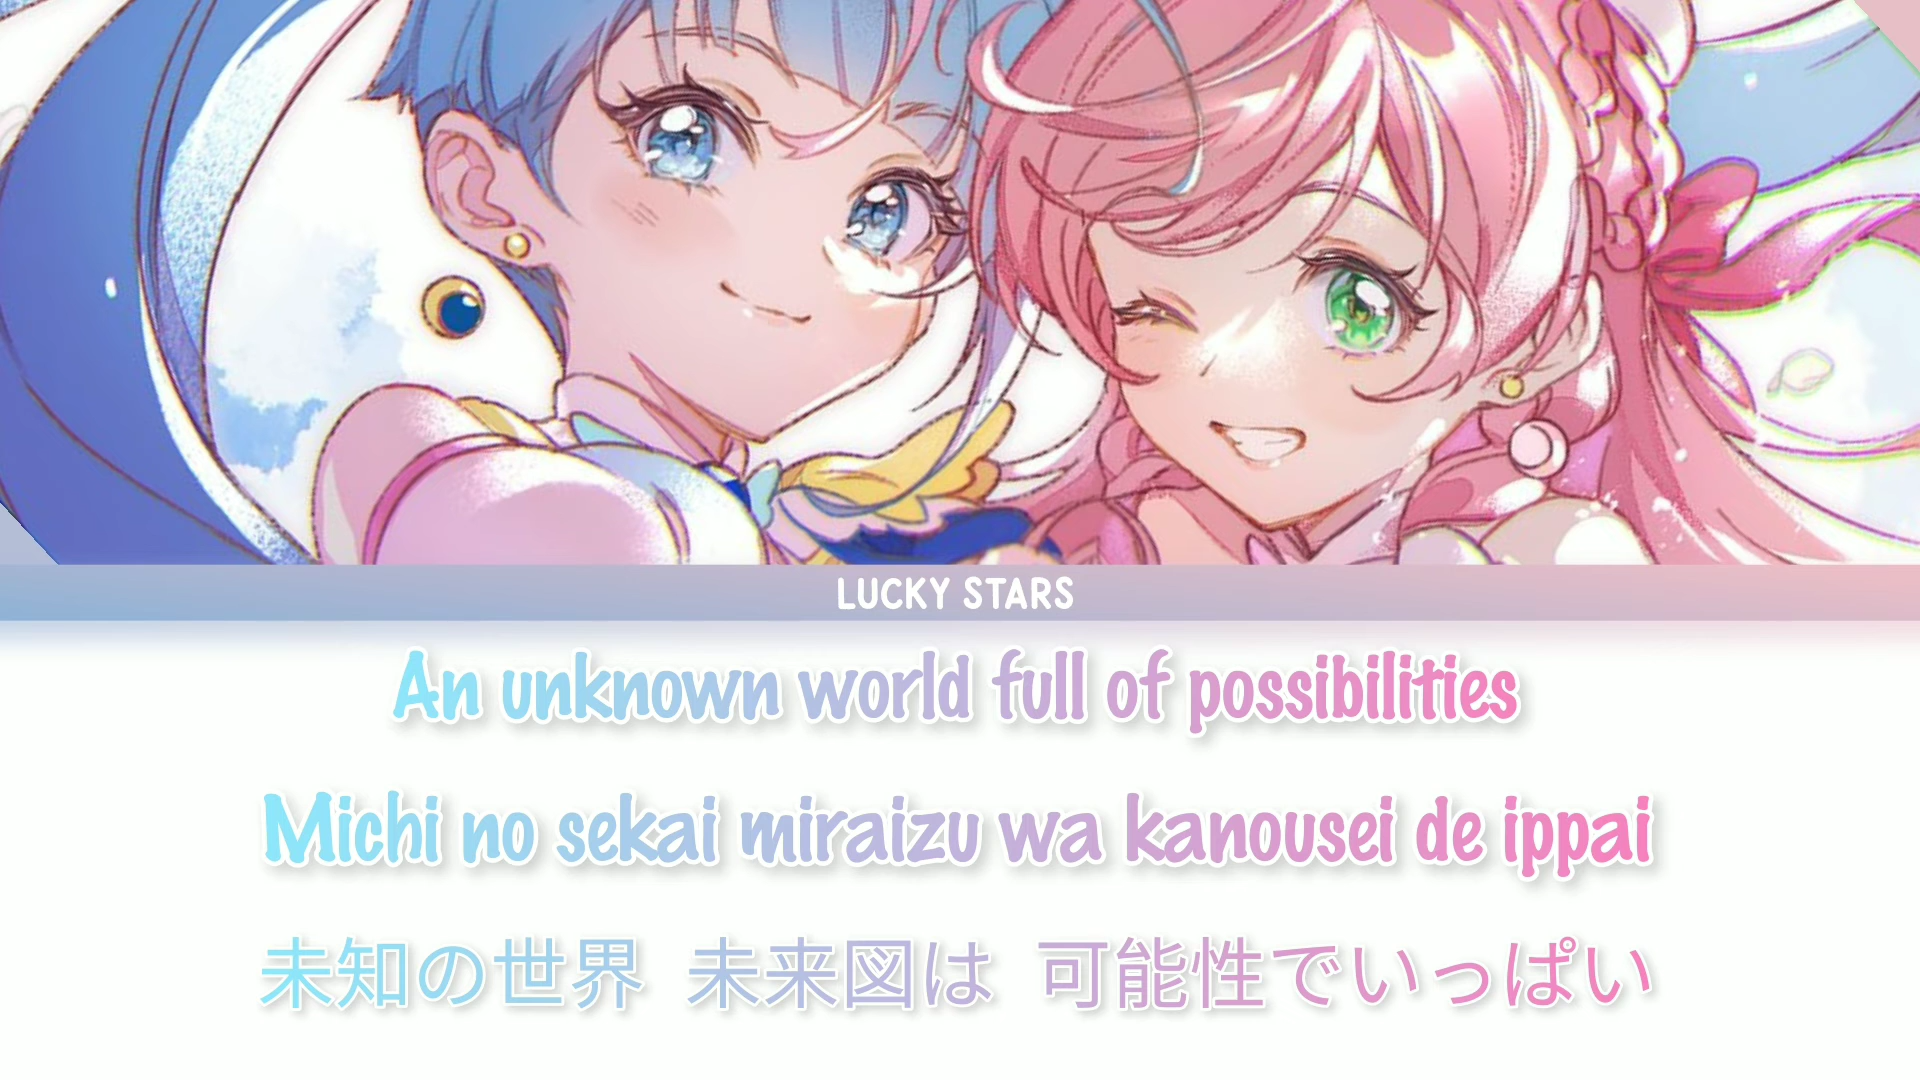 LUCKY STARS
An unknown world full of possibilities
Michi no sekai miraizu wa kanousei de ippai
未知の世界 未来図は 可能性でいっぱい